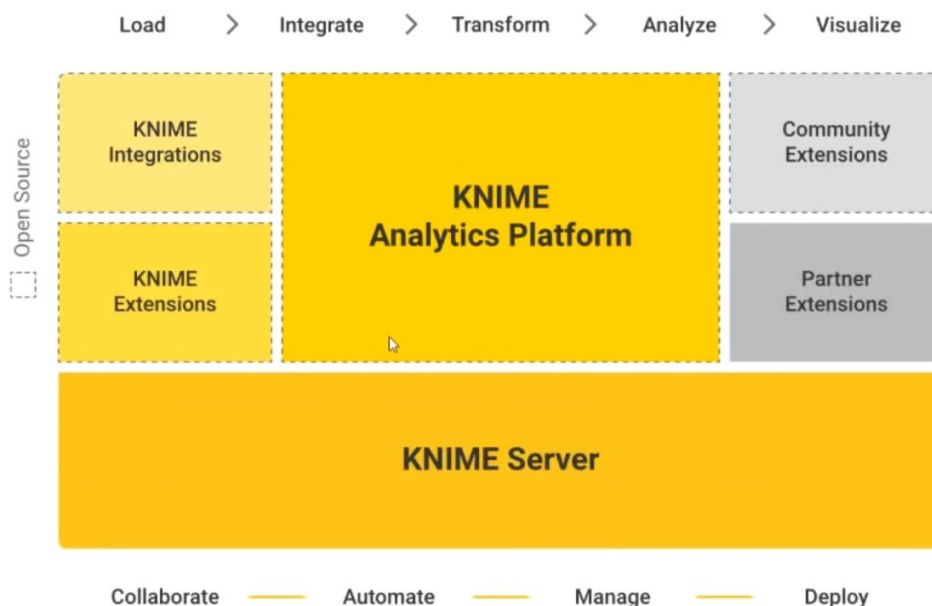 Load > Integrate > Transform > Analyze > Visualize
Open Source
KNIME
Integrations
KNIME
Extensions
KNIME
Analytics Platform
Community
Extensions
Partner
Extensions
KNIME Server
Collaborate
Automate
Manage
Deploy